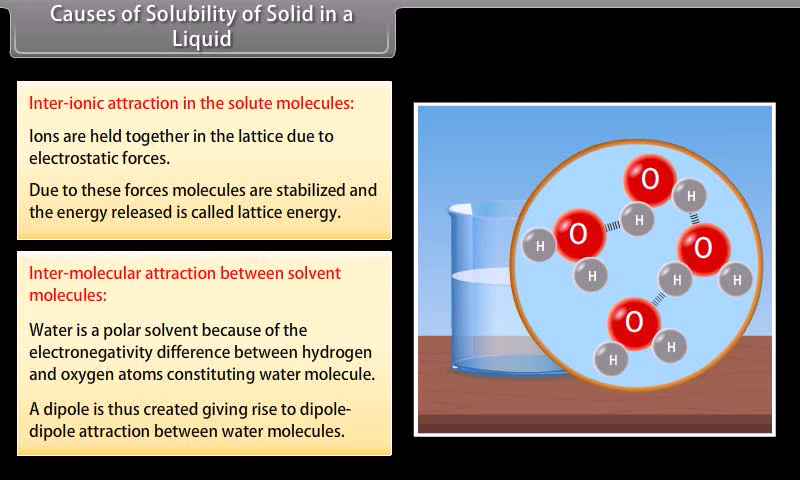 Causes of Solubility of Solid in a
Liquid
Inter-ionic attraction in the solute molecules:
Ions are held together in the lattice due to
electrostatic forces.
Due to these forces molecules are stabilized and
the energy released is called lattice energy.
Inter-molecular attraction between solvent
molecules:
Water is a polar solvent because of the
electronegativity difference between hydrogen
and oxygen atoms constituting water molecule.
A dipole is thus created giving rise to dipole-
dipole attraction between water molecules.
O
H
H
O
H
O
H
H
H
O
H
H